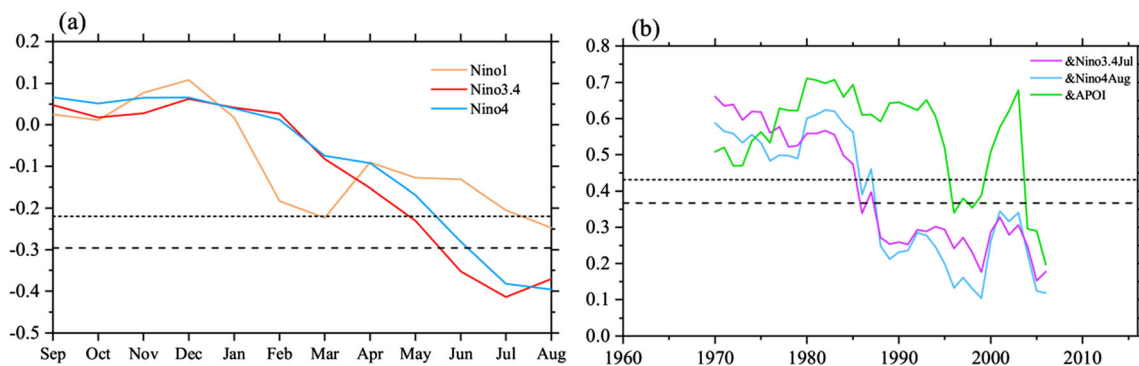 (a)
0.2
0.1
0.0
-0.1
-0.2
-0.3
-0.4
-0.5
Sep Oct Nov Dec Jan Feb Mar Apr May Jun Jul Aug
Nino1
Nino3.4
Nino4
(b)
0.8
0.7
0.6
0.5
0.4
0.3
0.2
0.1
0.0
1960 1970 1980 1990 2000 2010
&Nino3.4Jul
&Nino4Aug
&APOI